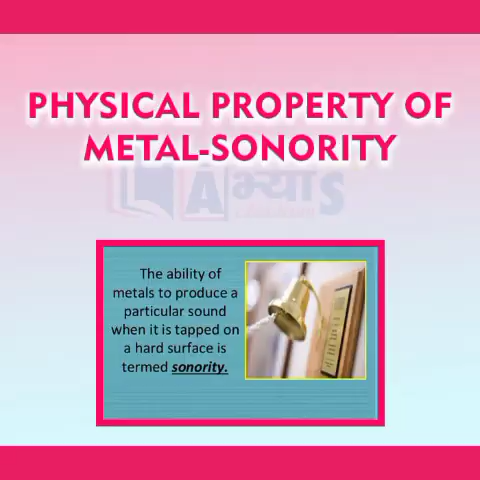 PHYSICAL PROPERTY OF
METAL-SONORITY
Aभ्याs
The ability of
metals to produce a
particular sound
when it is tapped on
a hard surface is
termed sonority.